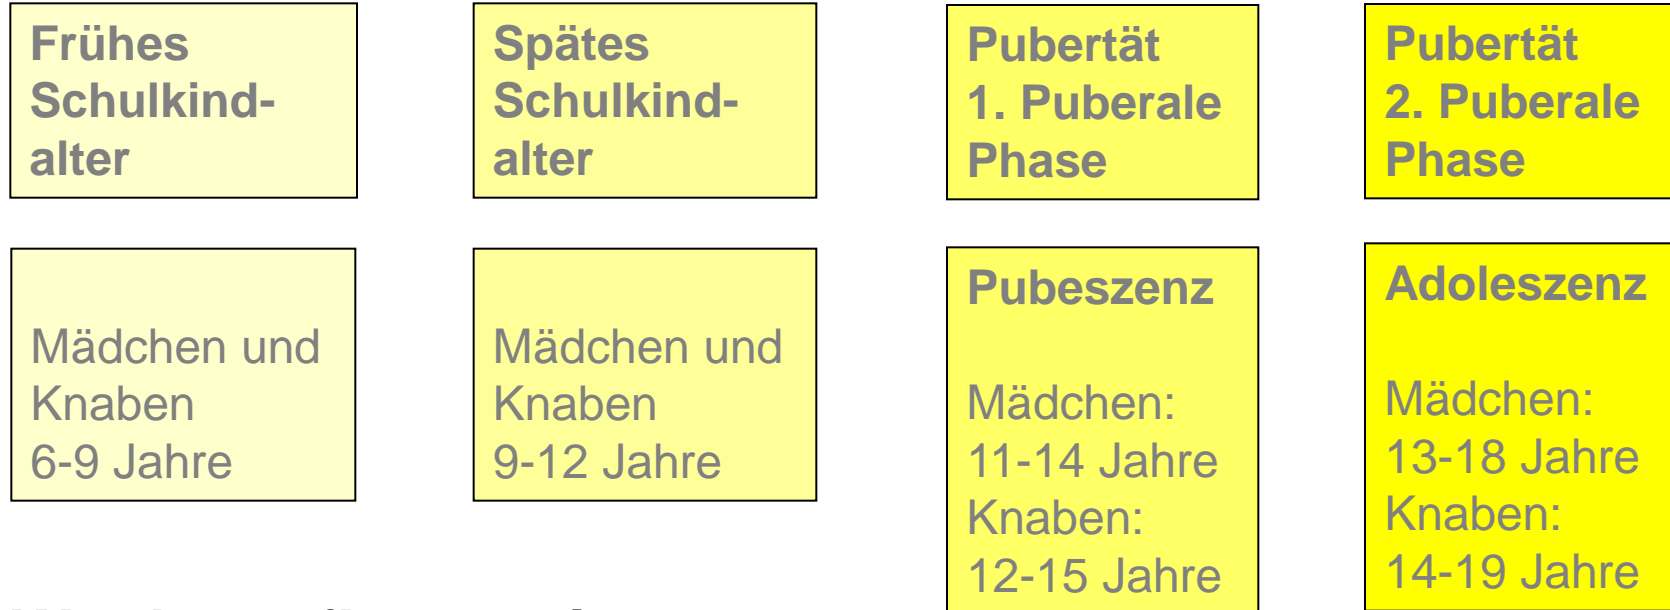 Frühes
Schulkind-
alter
Spätes
Schulkind-
alter
Pubertät
1. Puberale
Phase
Pubertät
2. Puberale
Phase
Mädchen und
Knaben
6-9 Jahre
Mädchen und
Knaben
9-12 Jahre
Pubeszenz
Mädchen:
11-14 Jahre
Knaben:
12-15 Jahre
Adoleszenz
Mädchen:
13-18 Jahre
Knaben:
14-19 Jahre